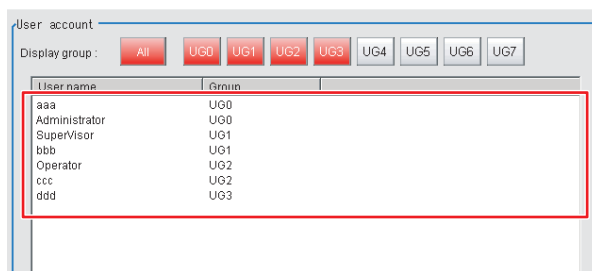 User account
Display group : All UG0 UG1 UG2 UG3 UG4 UG5 UG6 UG7
User name Group
aaa UG0
Administrator UG0
SuperVisor UG1
bbb UG1
Operator UG2
ccc UG2
ddd UG3